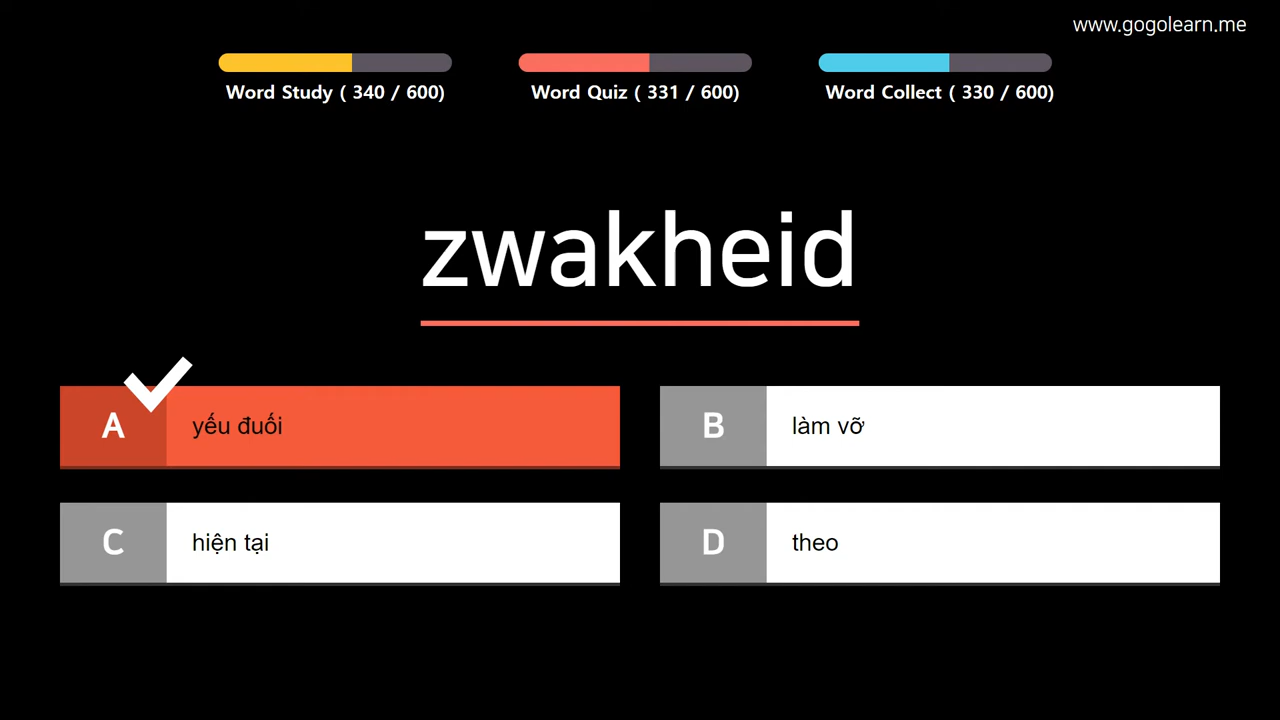 www.gogolearn.me
Word Study ( 340 / 600)
Word Quiz ( 331 / 600)
Word Collect ( 330 / 600)
zwakheid
A yếu đuối
B làm vỡ
C hiện tại
D theo